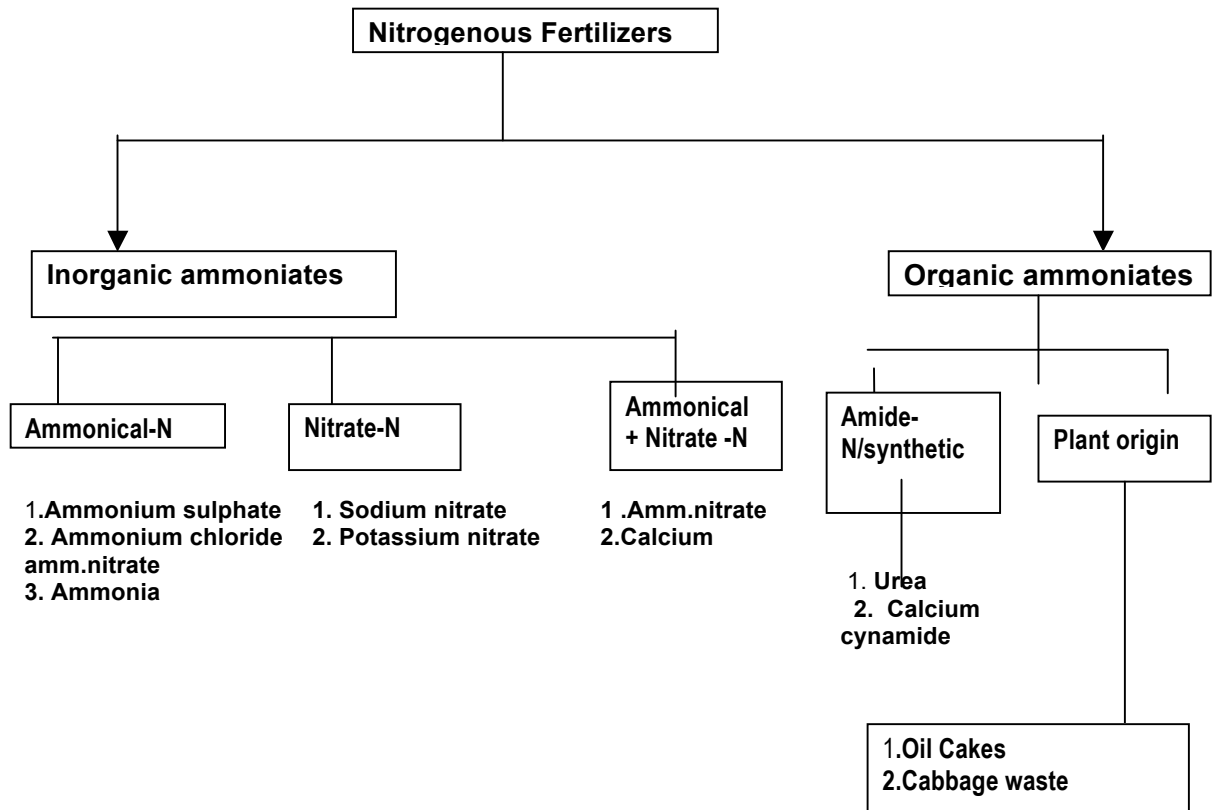 Nitrogenous Fertilizers
Inorganic ammoniates
Organic ammoniates
Ammonical-N
Nitrate-N
Ammonical
+ Nitrate -N
Amide-
N/synthetic
Plant origin
1.Ammonium sulphate
2. Ammonium chloride
amm.nitrate
3. Ammonia
1. Sodium nitrate
2. Potassium nitrate
1 .Amm.nitrate
2.Calcium
1. Urea
2. Calcium
cynamide
1.Oil Cakes
2.Cabbage waste